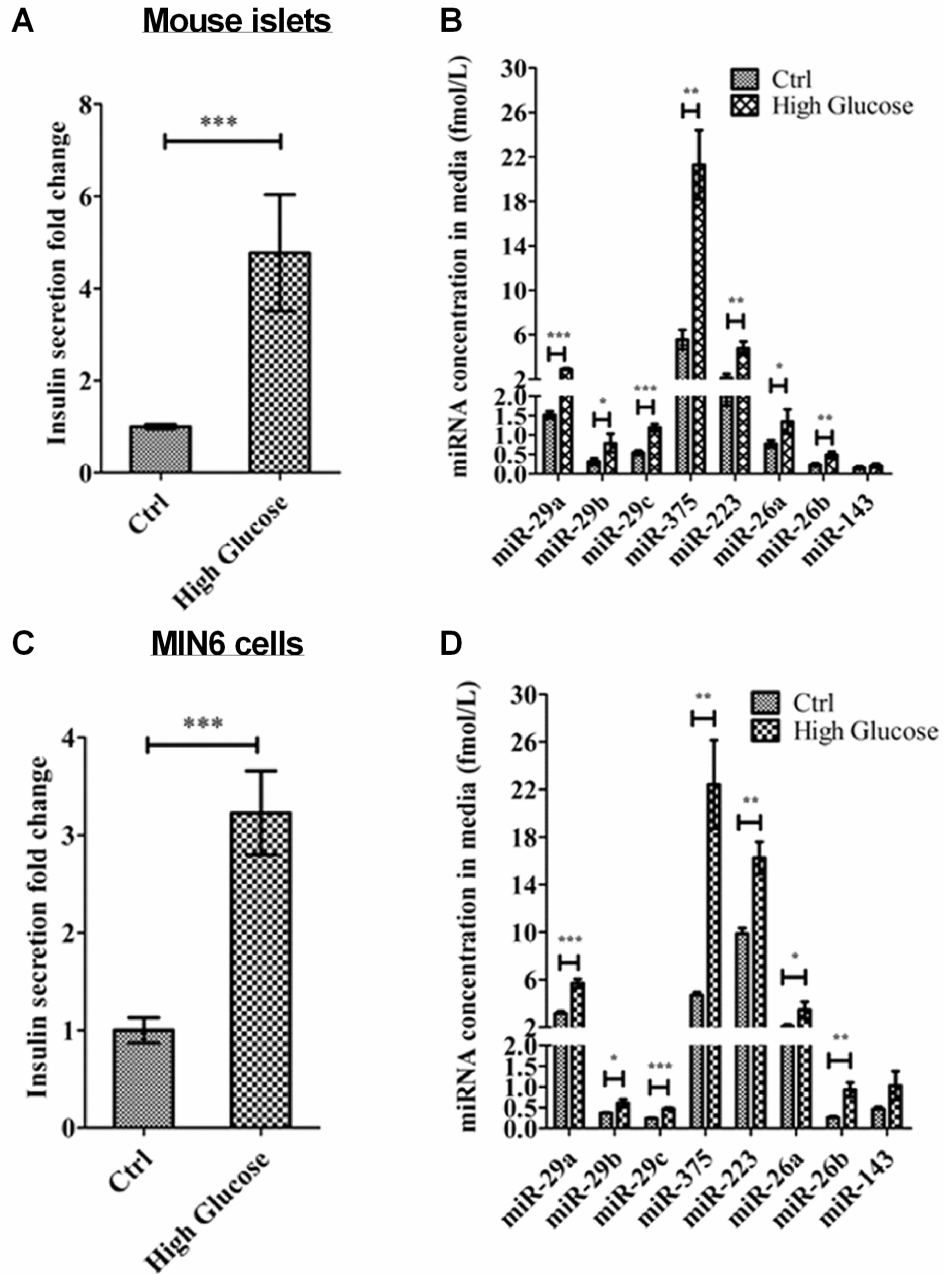 A
Mouse islets
Insulin secretion fold change
8
6
4
2
0
***
Ctrl
High Glucose
B
miRNA concentration in media (fmol/L)
30
26
22
18
14
10
6
2
2.0
1.5
1.0
0.5
0.0
Ctrl
High Glucose
***
*
***
**
**
*
**
miR-29a
miR-29b
miR-29c
miR-375
miR-223
miR-26a
miR-26b
miR-143
C
MIN6 cells
Insulin secretion fold change
4
3
2
1
0
***
Ctrl
High Glucose
D
miRNA concentration in media (fmol/L)
30
26
22
18
14
10
6
2
2.0
1.5
1.0
0.5
0.0
Ctrl
High Glucose
***
*
***
**
**
*
**
miR-29a
miR-29b
miR-29c
miR-375
miR-223
miR-26a
miR-26b
miR-143